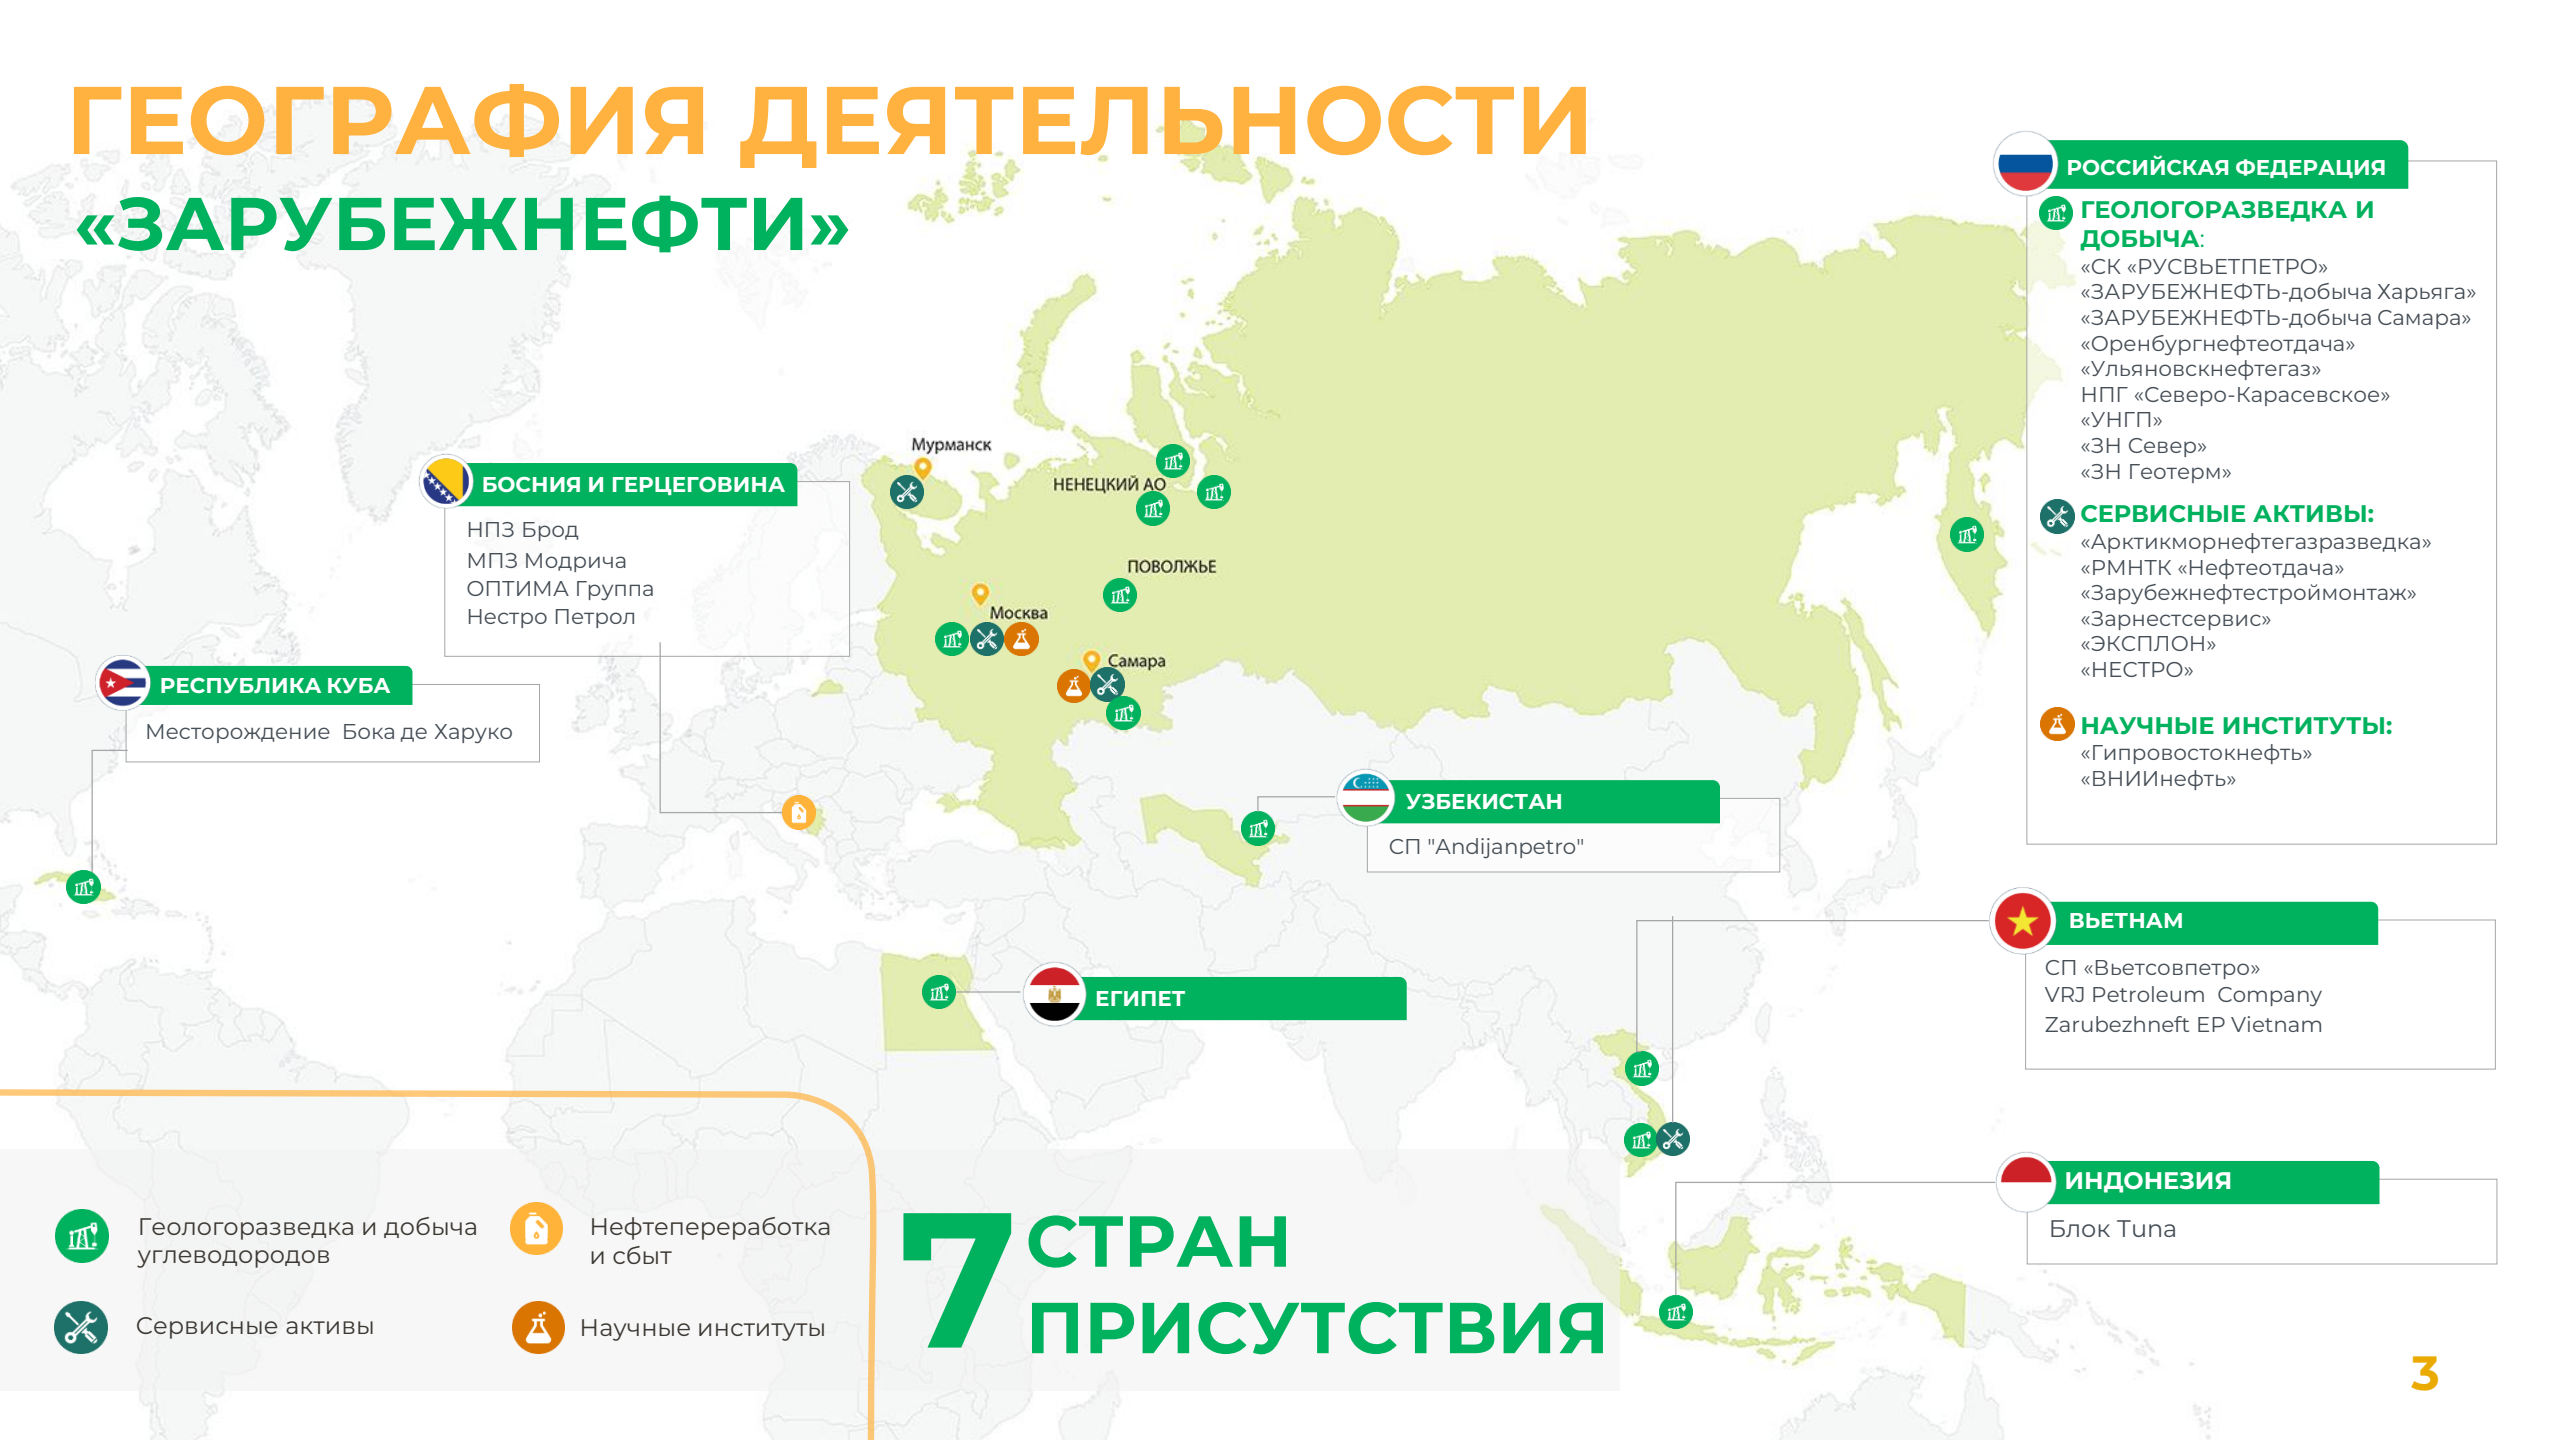 ГЕОГРАФИЯ ДЕЯТЕЛЬНОСТИ
«ЗАРУБЕЖНЕФТИ»
РОССИЙСКАЯ ФЕДЕРАЦИЯ
ГЕОЛОГОРАЗВЕДКА И
ДОБЫЧА:
«СК «РУСВЬЕТПЕТРО»
«ЗАРУБЕЖНЕФТЬ-добыча Харьяга»
«ЗАРУБЕЖНЕФТЬ-добыча Самара»
«Оренбургнефтеотдача»
«Ульяновскнефтегаз»
НПГ «Северо-Карасевское»
«УНГП»
«ЗН Север»
«ЗН Геотерм»
СЕРВИСНЫЕ АКТИВЫ:
«Арктикморнефтегазразведка»
«РМНТК «Нефтеотдача»
«Зарубежнефтестроймонтаж»
«Зарнестсервис»
«ЭКСПЛОН»
«НЕСТРО»
НАУЧНЫЕ ИНСТИТУТЫ:
«Гипровостокнефть»
«ВНИИнефть»
Мурманск
НЕНЕЦКИЙ АО
ПОВОЛЖЬЕ
Москва
Самара
БОСНИЯ И ГЕРЦЕГОВИНА
НПЗ Брод
МПЗ Модрича
ОПТИМА Группа
Нестро Петрол
РЕСПУБЛИКА КУБА
Месторождение Бока де Харуко
УЗБЕКИСТАН
СП "Andijanpetro"
ЕГИПЕТ
ВЬЕТНАМ
СП «Вьетсовпетро»
VRJ Petroleum Company
Zarubezhneft EP Vietnam
ИНДОНЕЗИЯ
Блок Tuna
Геологоразведка и добыча
углеводородов
Нефтепереработка
и сбыт
Сервисные активы
Научные институты
7 СТРАН
ПРИСУТСТВИЯ
3